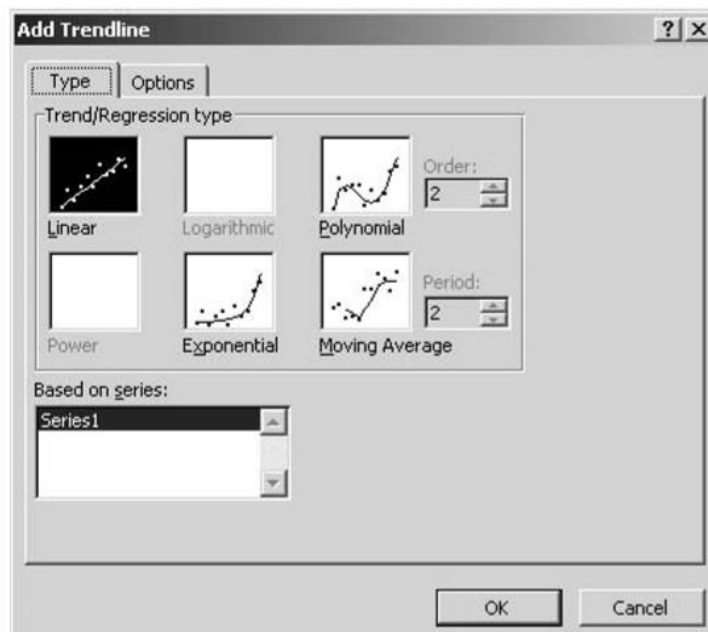 Add Trendline
Type
Options
Trend/Regression type
Linear
Logarithmic
Polynomial
Order:
2
Power
Exponential
Moving Average
Period:
2
Based on series:
Series1
OK
Cancel